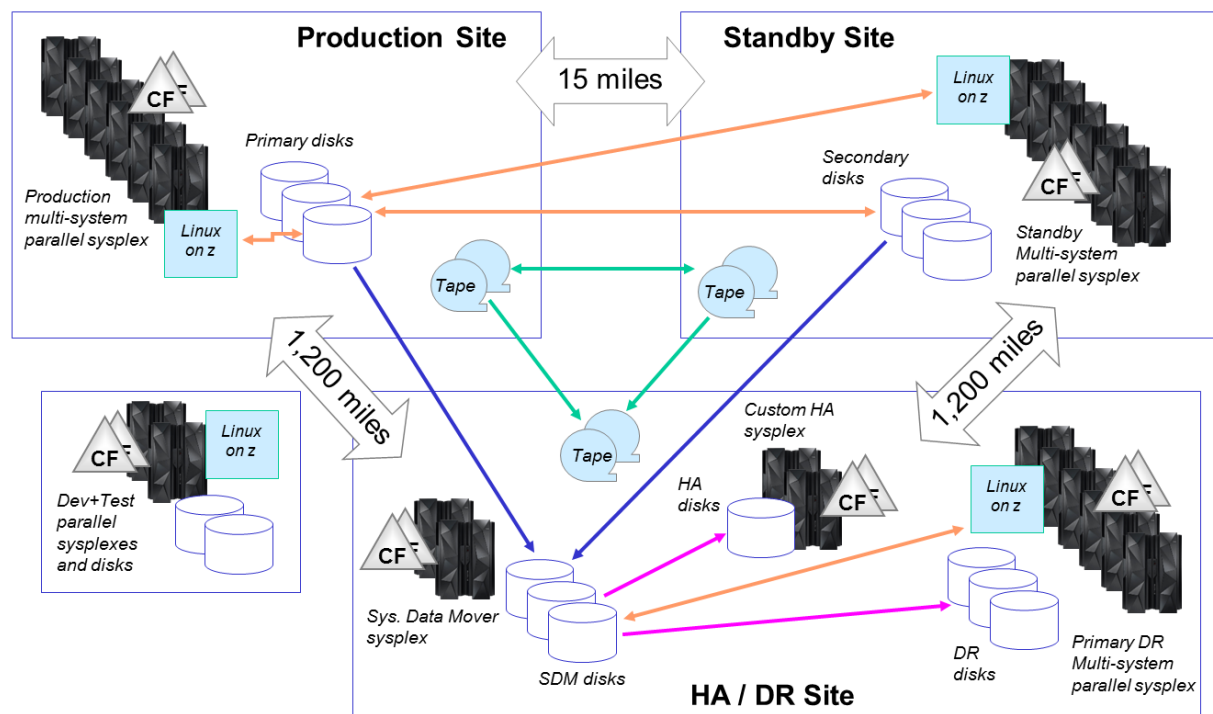 Production Site
Standby Site
15 miles
CF
F
Linux
on z
Primary disks
Secondary
disks
CF
F
Production
multi-system
parallel sysplex
Linux
on z
Standby
Multi-system
parallel sysplex
Tape
Tape
1,200 miles
1,200 miles
Linux
on z
CF
F
Dev+Test
parallel
sysplexes
and disks
Tape
Custom HA
sysplex
HA
disks
CF
F
Linux
on z
CF
F
CF
F
Sys. Data Mover
sysplex
SDM disks
DR
disks
Primary DR
Multi-system
parallel sysplex
HA / DR Site